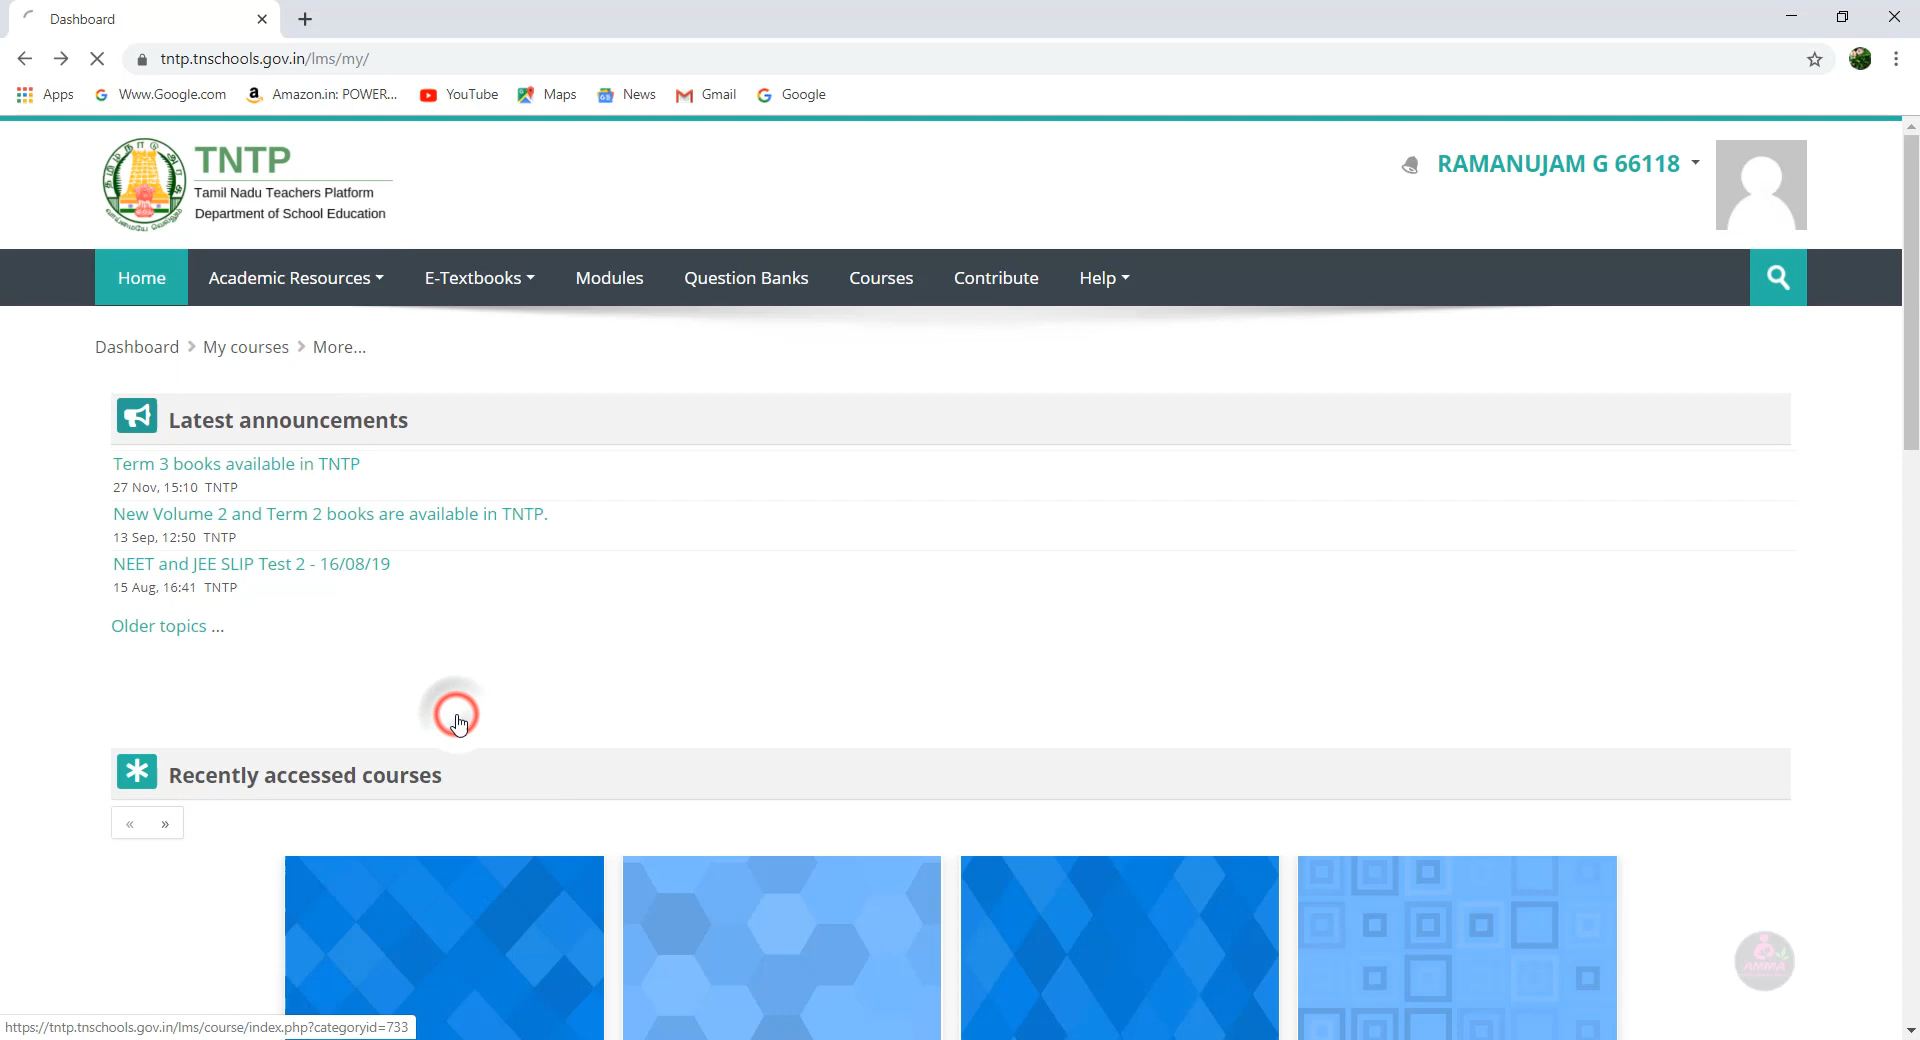 Dashboard
tntp.tnschools.gov.in/lms/my/
Apps Www.Google.com Amazon.in: POWER... YouTube Maps News Gmail Google
TNTP
Tamil Nadu Teachers Platform
Department of School Education
RAMANUJAM G 66118
Home Academic Resources E-Textbooks Modules Question Banks Courses Contribute Help
Dashboard My courses More...
Latest announcements
Term 3 books available in TNTP
27 Nov, 15:10 TNTP
New Volume 2 and Term 2 books are available in TNTP.
13 Sep, 12:50 TNTP
NEET and JEE SLIP Test 2 - 16/08/19
15 Aug, 16:41 TNTP
Older topics ...
Recently accessed courses
« »
AMMA
https://tntp.tnschools.gov.in/lms/course/index.php?categoryid=733